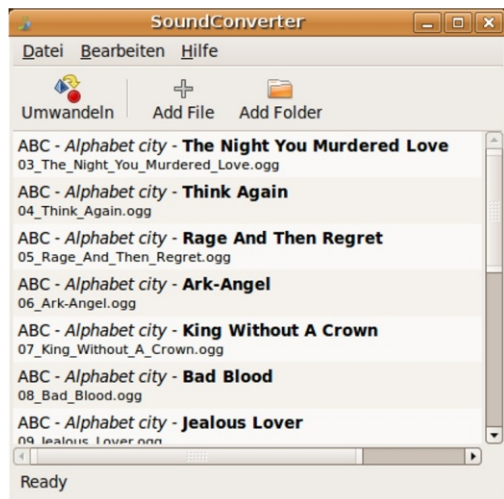 SoundConverter
Datei Bearbeiten Hilfe
Umwandeln Add File Add Folder
ABC - Alphabet city - The Night You Murdered Love
03_The_Night_You_Murdered_Love.ogg
ABC - Alphabet city - Think Again
04_Think_Again.ogg
ABC - Alphabet city - Rage And Then Regret
05_Rage_And_Then_Regret.ogg
ABC - Alphabet city - Ark-Angel
06_Ark-Angel.ogg
ABC - Alphabet city - King Without A Crown
07_King_Without_A_Crown.ogg
ABC - Alphabet city - Bad Blood
08_Bad_Blood.ogg
ABC - Alphabet city - Jealous Lover
09_Jealous_Lover.ogg
Ready